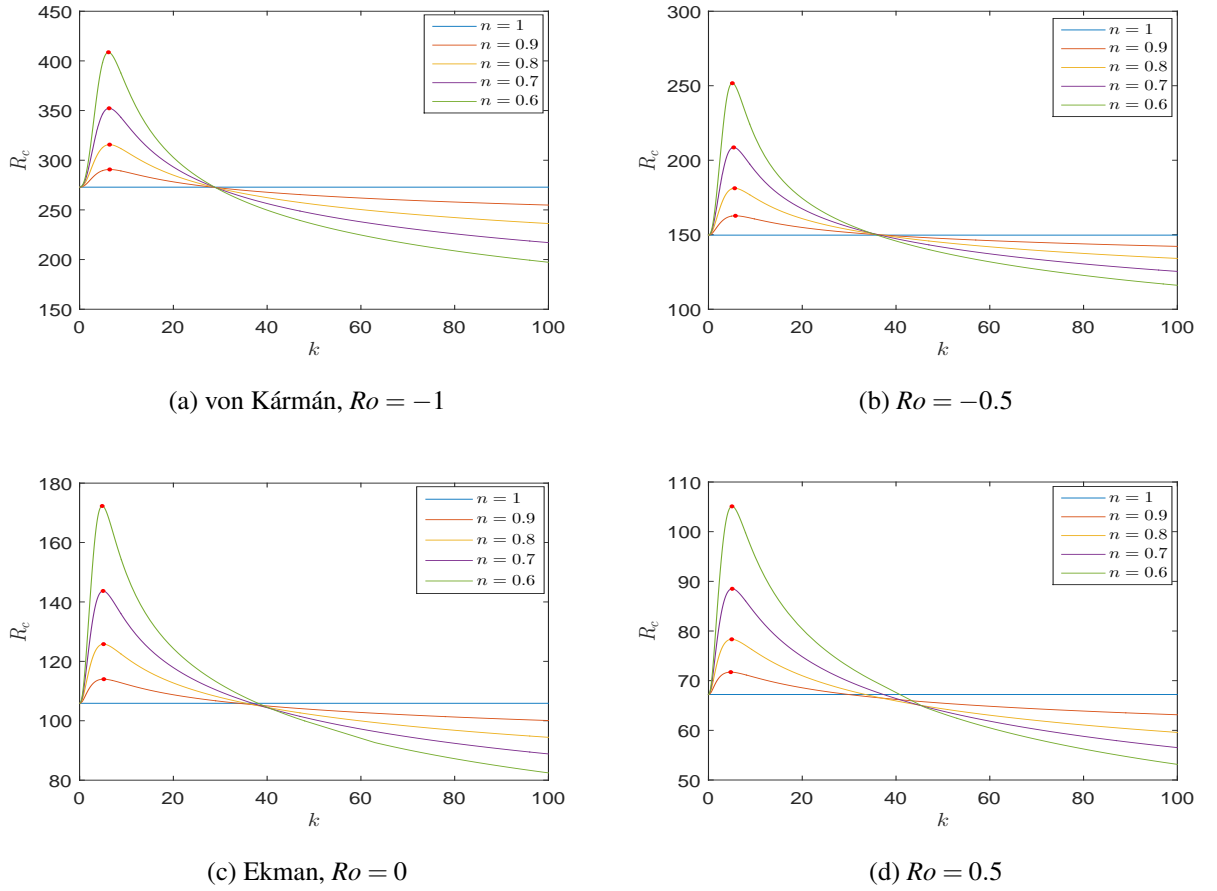 450
400
350
300
250
200
150
R_c
0
20
40
60
80
100
k
n = 1
n = 0.9
n = 0.8
n = 0.7
n = 0.6
(a) von Kármán, Ro = −1
300
250
200
150
100
R_c
0
20
40
60
80
100
k
n = 1
n = 0.9
n = 0.8
n = 0.7
n = 0.6
(b) Ro = −0.5
180
160
140
120
100
80
R_c
0
20
40
60
80
100
k
n = 1
n = 0.9
n = 0.8
n = 0.7
n = 0.6
(c) Ekman, Ro = 0
110
100
90
80
70
60
50
R_c
0
20
40
60
80
100
k
n = 1
n = 0.9
n = 0.8
n = 0.7
n = 0.6
(d) Ro = 0.5